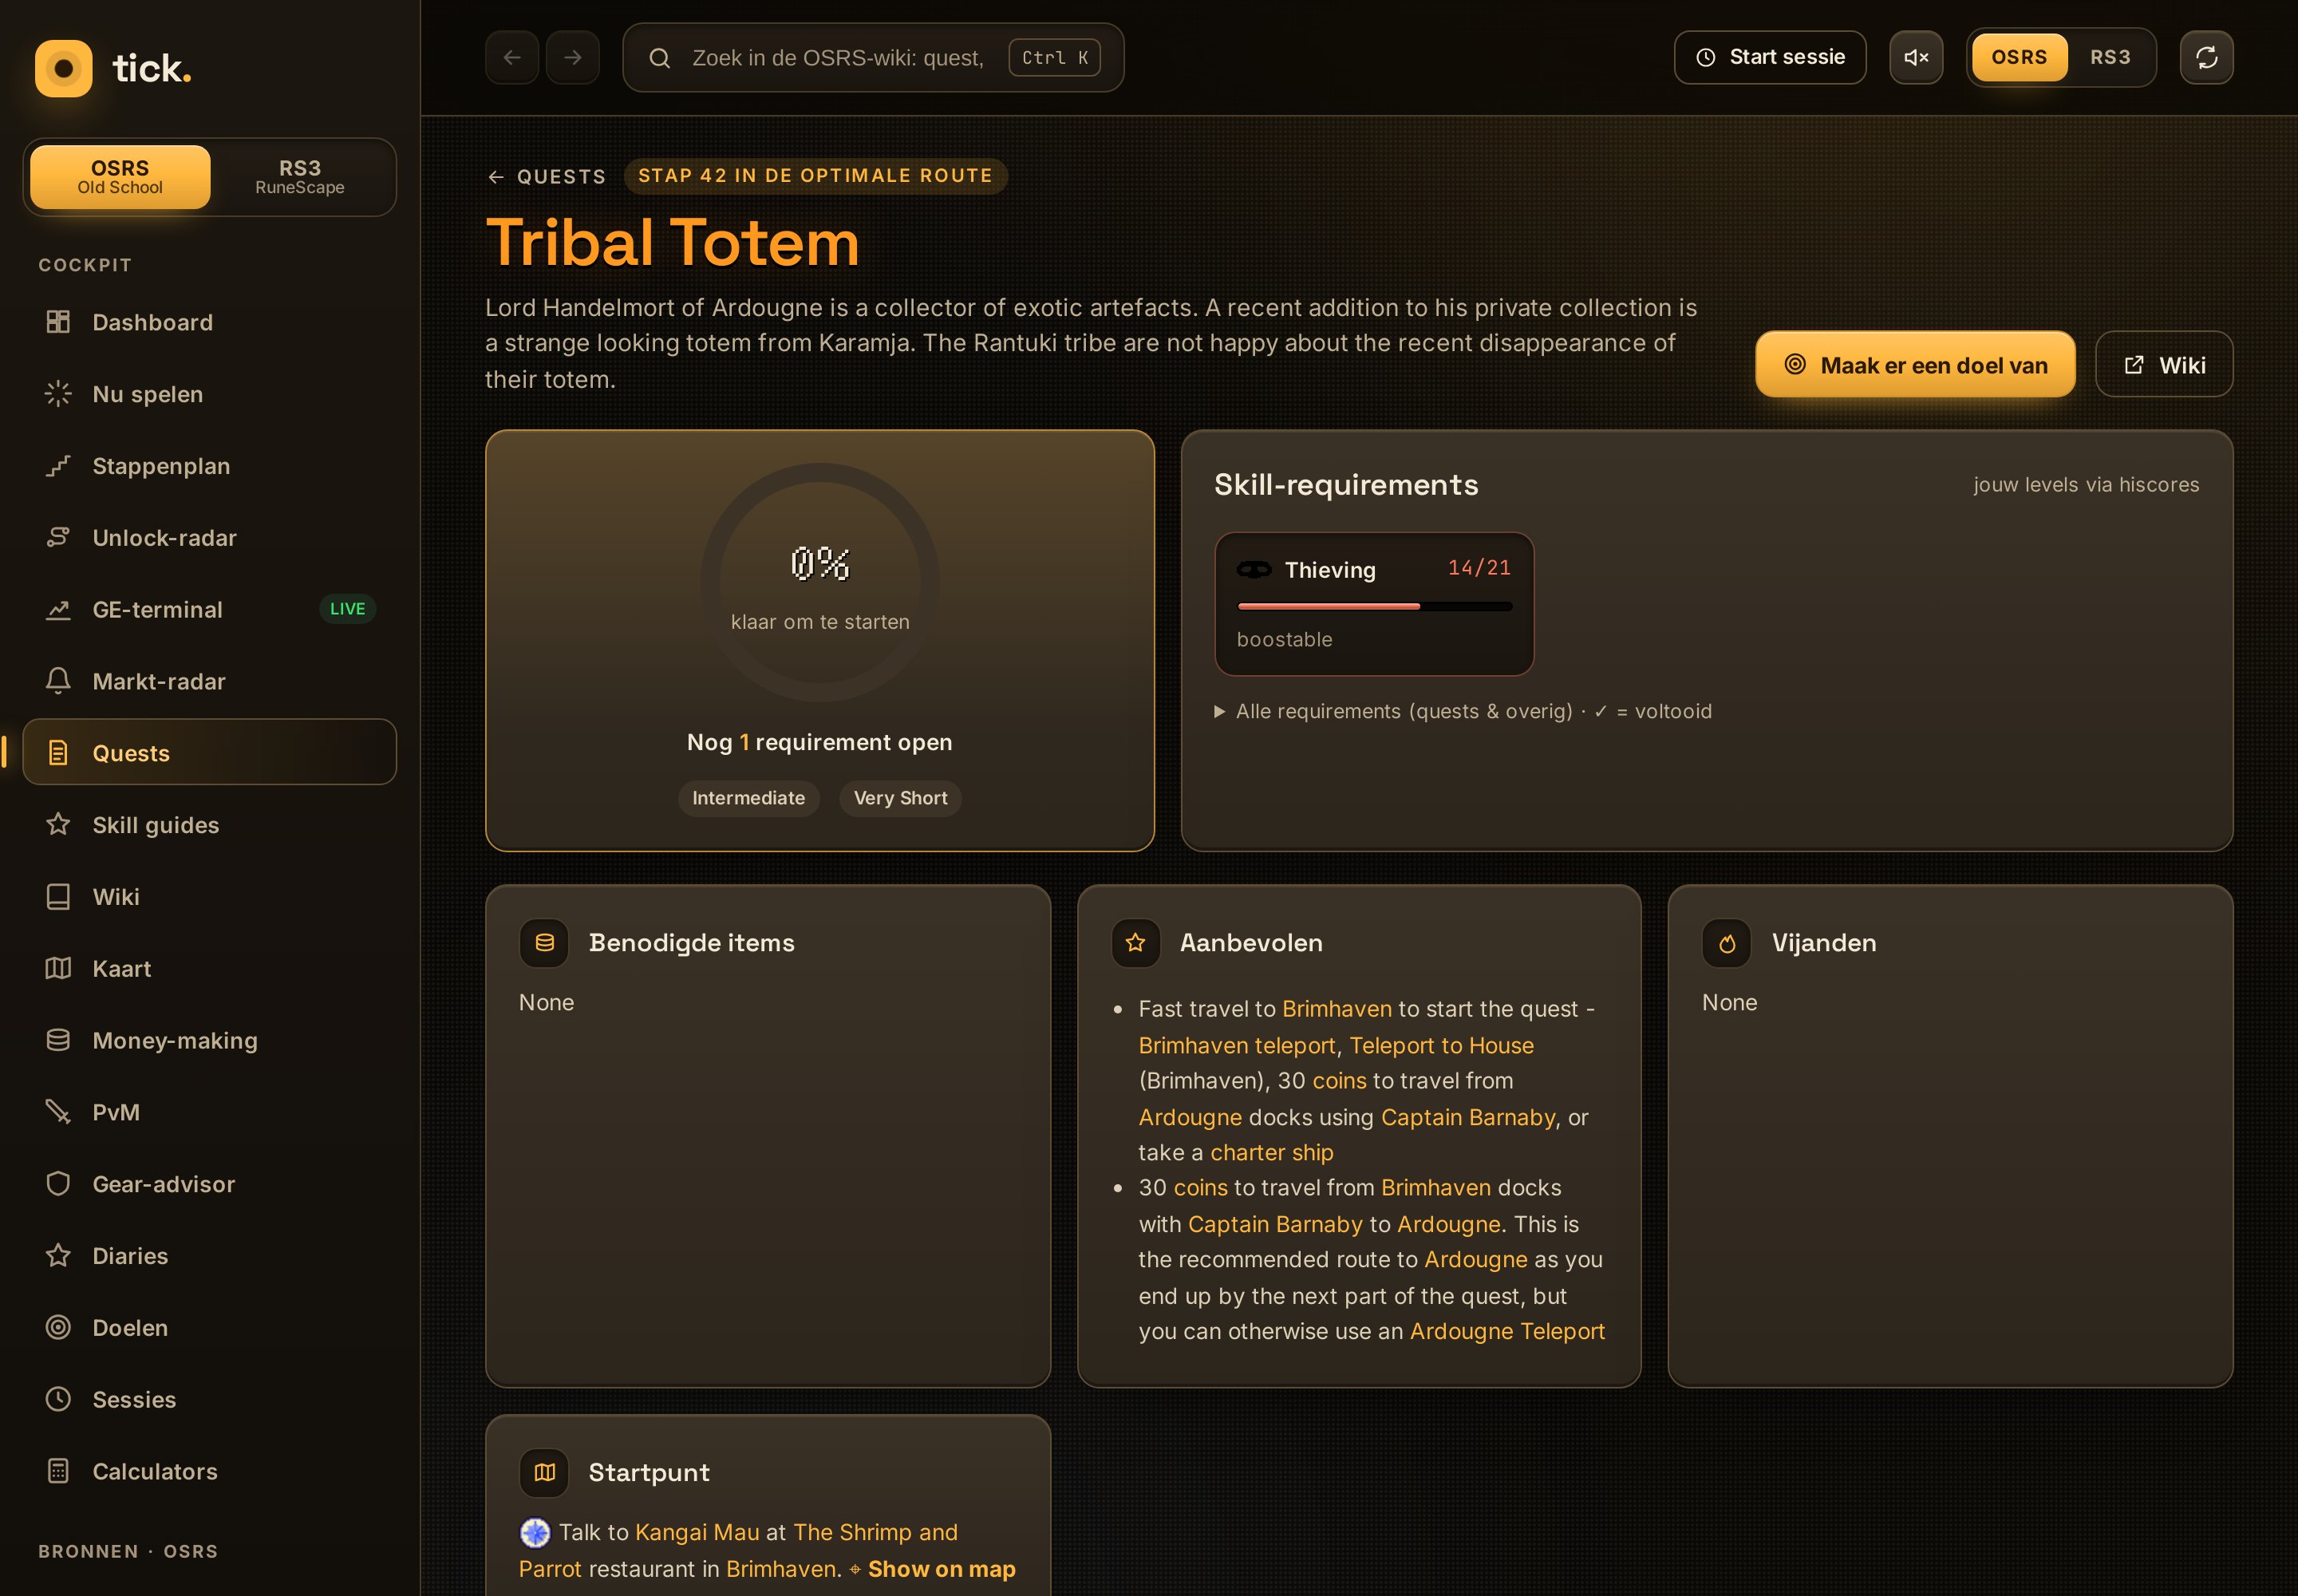 tick.
OSRS
Old School
RS3
RuneScape
COCKPIT
Dashboard
Nu spelen
Stappenplan
Unlock-radar
GE-terminal
LIVE
Markt-radar
Quests
Skill guides
Wiki
Kaart
Money-making
PvM
Gear-advisor
Diaries
Doelen
Sessies
Calculators
BRONNEN · OSRS
Zoek in de OSRS-wiki: quest,
Ctrl K
Start sessie
OSRS
RS3
← QUESTS
STAP 42 IN DE OPTIMALE ROUTE
Tribal Totem
Lord Handelmort of Ardougne is a collector of exotic artefacts. A recent addition to his private collection is
a strange looking totem from Karamja. The Rantuki tribe are not happy about the recent disappearance of
their totem.
Maak er een doel van
Wiki
0%
klaar om te starten
Nog 1 requirement open
Intermediate
Very Short
Skill-requirements
jouw levels via hiscores
Thieving
14/21
boostable
▶ Alle requirements (quests & overig) · ✓ = voltooid
Benodigde items
None
Aanbevolen
• Fast travel to Brimhaven to start the quest -
Brimhaven teleport, Teleport to House
(Brimhaven), 30 coins to travel from
Ardougne docks using Captain Barnaby, or
take a charter ship
• 30 coins to travel from Brimhaven docks
with Captain Barnaby to Ardougne. This is
the recommended route to Ardougne as you
end up by the next part of the quest, but
you can otherwise use an Ardougne Teleport
Vijanden
None
Startpunt
Talk to Kangai Mau at The Shrimp and
Parrot restaurant in Brimhaven. ⌖ Show on map